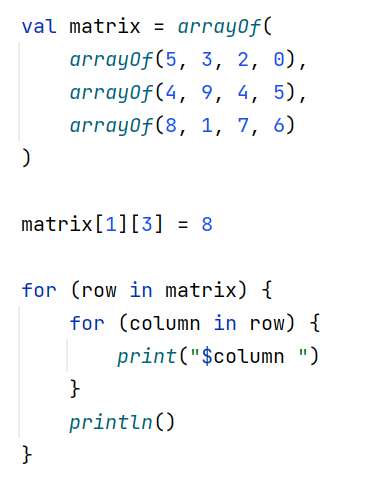 val matrix = arrayOf(
    arrayOf(5, 3, 2, 0),
    arrayOf(4, 9, 4, 5),
    arrayOf(8, 1, 7, 6)
)

matrix[1][3] = 8

for (row in matrix) {
    for (column in row) {
        print("$column ")
    }
    println()
}